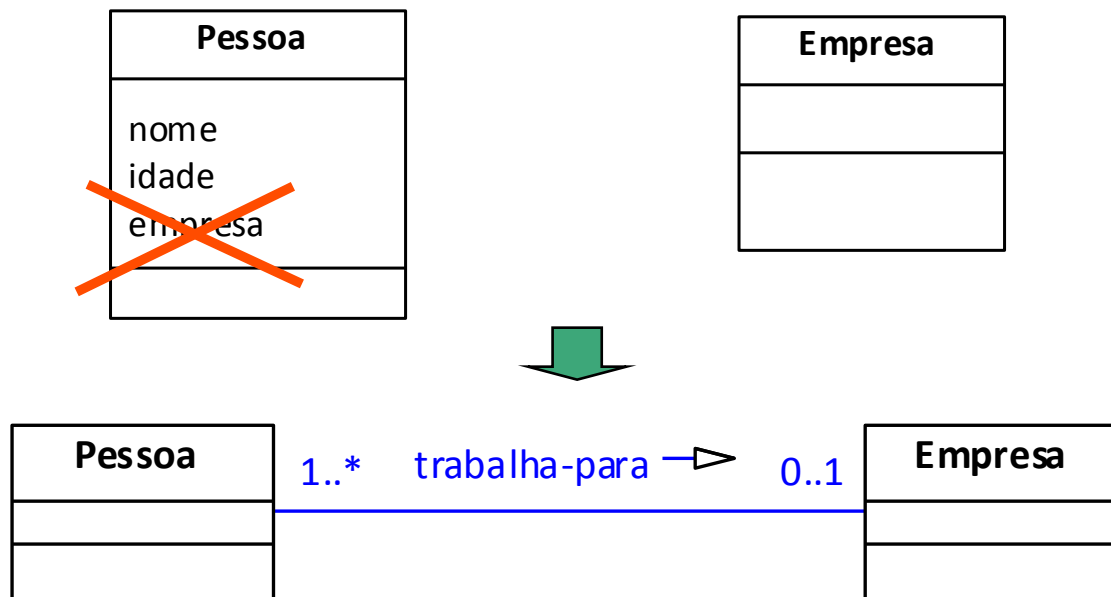 Pessoa
nome
idade
empresa
Empresa
Pessoa
1..* trabalha-para 0..1
Empresa